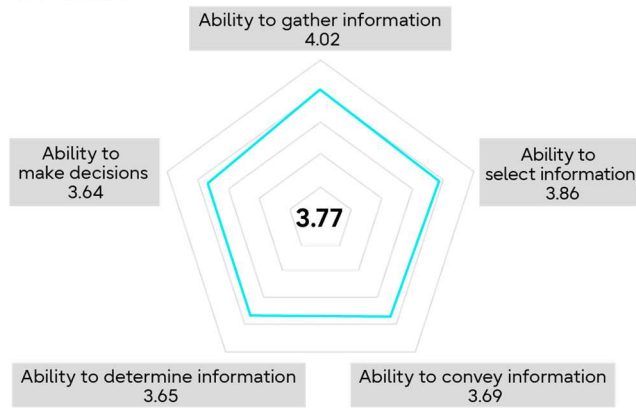 Ability to gather information
4.02
Ability to
make decisions
3.64
Ability to
select information
3.86
3.77
Ability to determine information
3.65
Ability to convey information
3.69